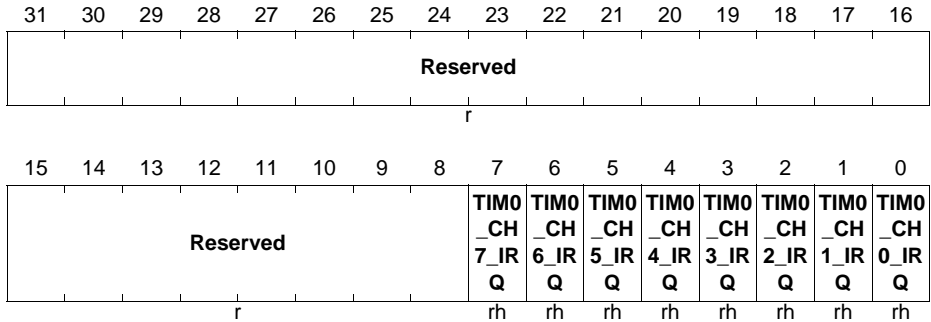 31 30 29 28 27 26 25 24 23 22 21 20 19 18 17 16
Reserved
r
15 14 13 12 11 10 9 8 7 6 5 4 3 2 1 0
TIM0 TIM0 TIM0 TIM0 TIM0 TIM0 TIM0 TIM0
_CH _CH _CH _CH _CH _CH _CH _CH
Reserved
7_IR 6_IR 5_IR 4_IR 3_IR 2_IR 1_IR 0_IR
Q Q Q Q Q Q Q Q
r rh rh rh rh rh rh rh rh